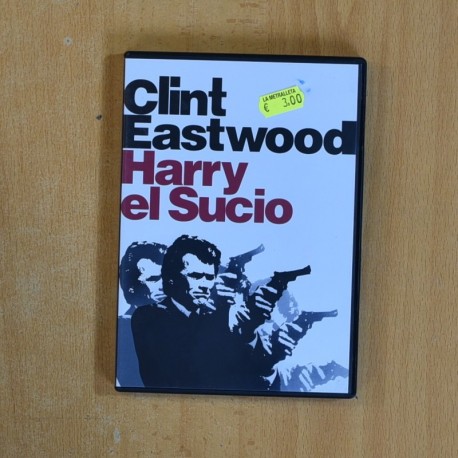 Clint
Eastwood
Harry
el Sucio
LA METRALLETA
€ 3,00